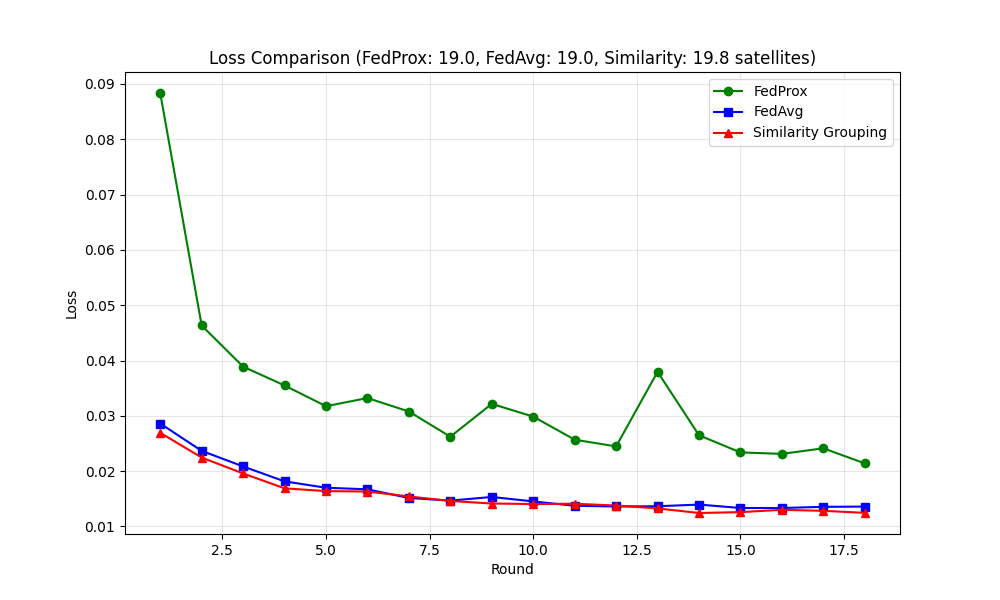 Loss Comparison (FedProx: 19.0, FedAvg: 19.0, Similarity: 19.8 satellites)
FedProx
FedAvg
Similarity Grouping
Loss
0.09
0.08
0.07
0.06
0.05
0.04
0.03
0.02
0.01
2.5 5.0 7.5 10.0 12.5 15.0 17.5
Round